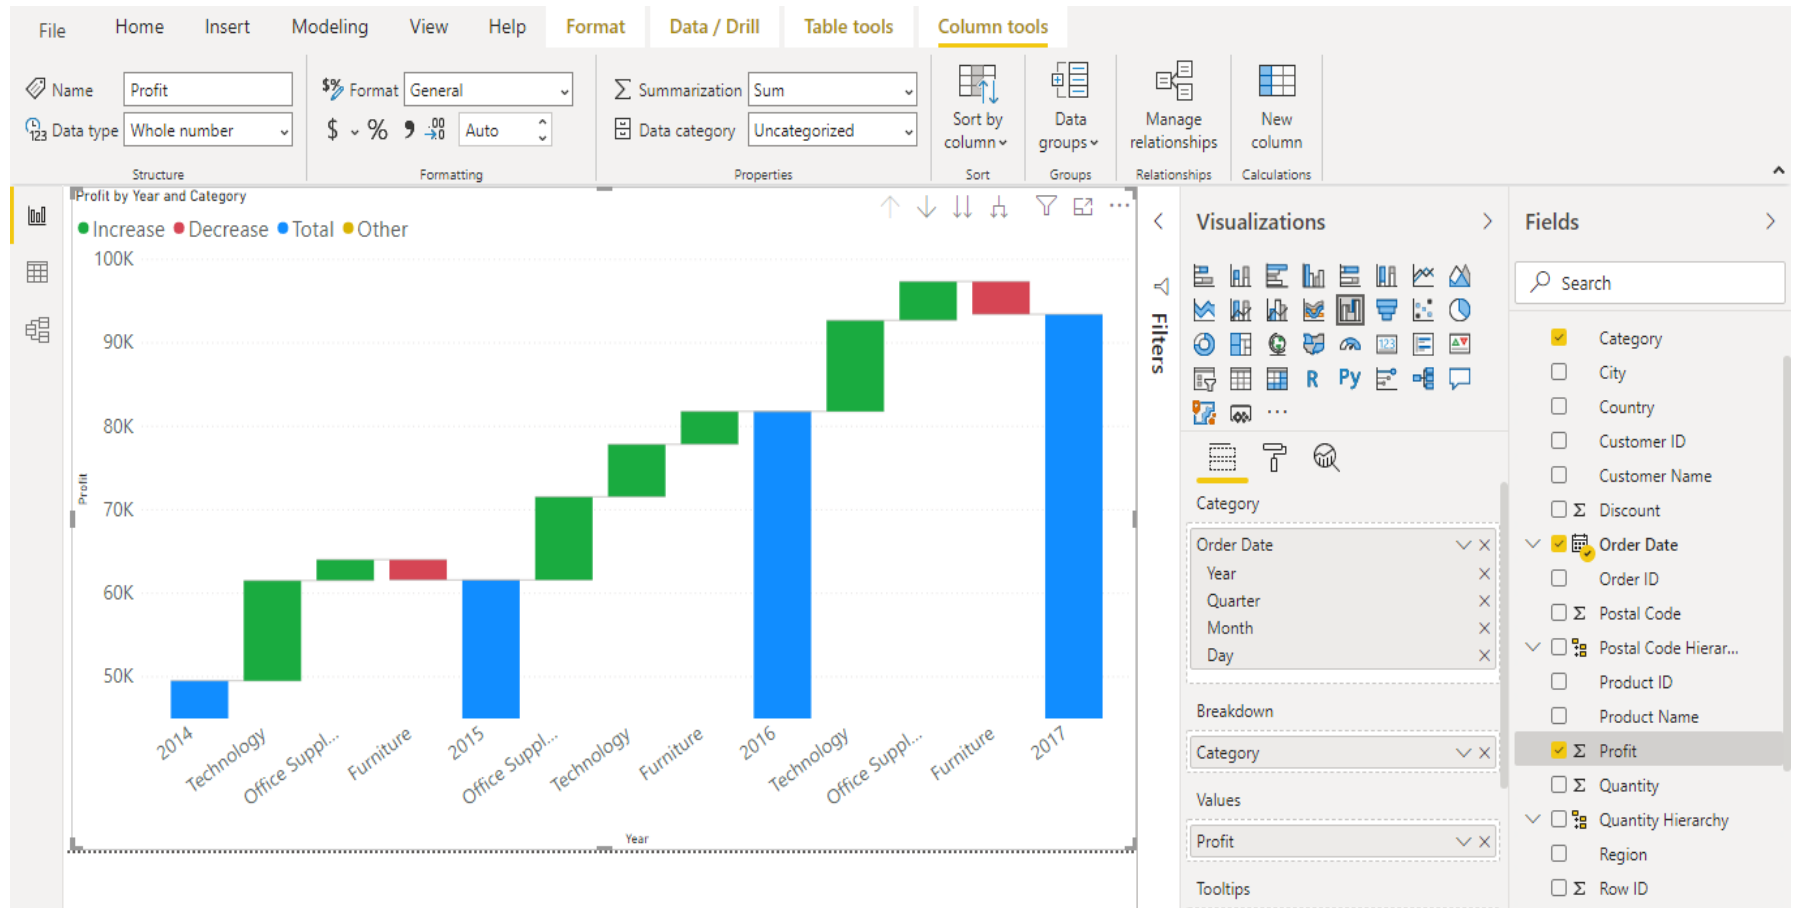 File Home Insert Modeling View Help Format Data / Drill Table tools Column tools
Name Profit
Data type Whole number
Structure
Format General
$ % Auto
Formatting
Summarization Sum
Data category Uncategorized
Properties
Sort by
column
Sort
Data
groups
Groups
Manage
relationships
Relationships
New
column
Calculations
Profit by Year and Category
Increase Decrease Total Other
100K
90K
80K
70K
60K
50K
Profit
2014
Technology
Office Suppl...
Furniture
2015
Office Suppl...
Technology
Furniture
2016
Technology
Office Suppl...
Furniture
2017
Year
Filters
Visualizations
123
R Py
...
Category
Order Date
Year
Quarter
Month
Day
Breakdown
Category
Values
Profit
Tooltips
Fields
Search
Category
City
Country
Customer ID
Customer Name
Σ Discount
Order Date
Order ID
Σ Postal Code
Postal Code Hierar...
Product ID
Product Name
Σ Profit
Σ Quantity
Quantity Hierarchy
Region
Σ Row ID